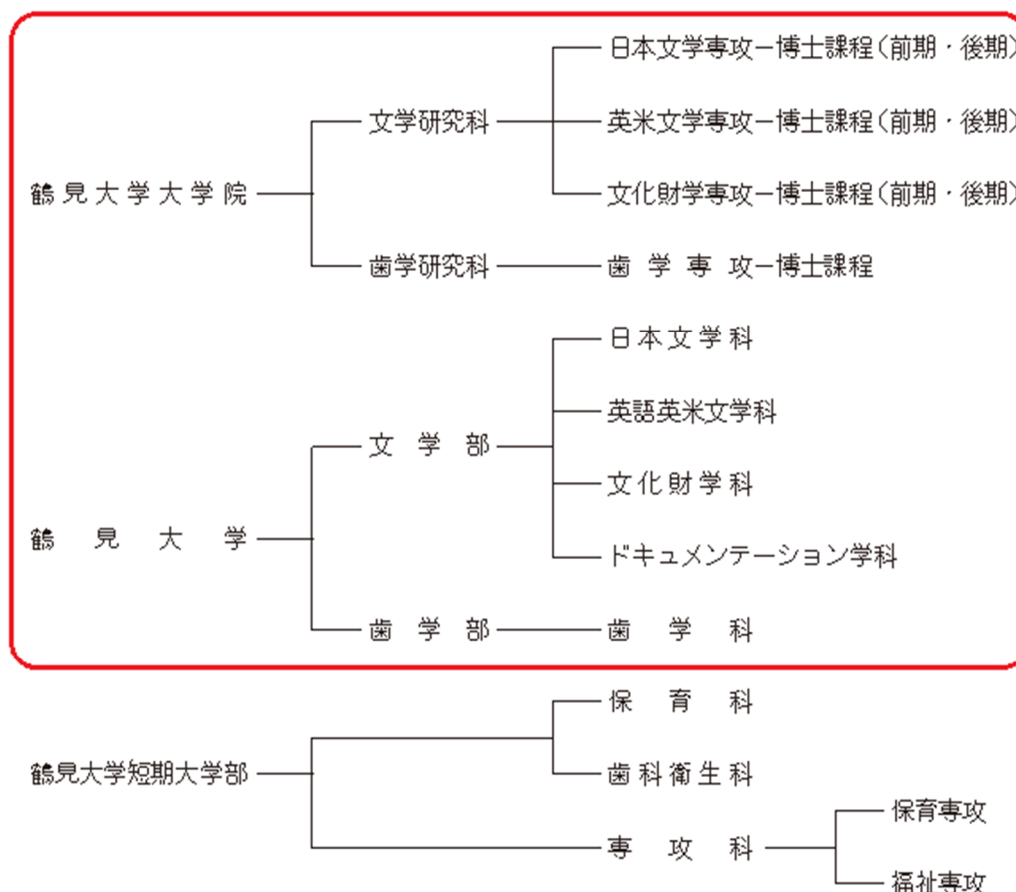 日本文学専攻－博士課程(前期・後期)
文学研究科
英米文学専攻－博士課程(前期・後期)
鶴見大学大学院
文化財学専攻－博士課程(前期・後期)
歯学研究科
歯学専攻－博士課程
日本文学科
英語英米文学科
文学部
文化財学科
鶴見大学
ドキュメンテーション学科
歯学部
歯学科
保育科
鶴見大学短期大学部
歯科衛生科
保育専攻
専攻科
福祉専攻